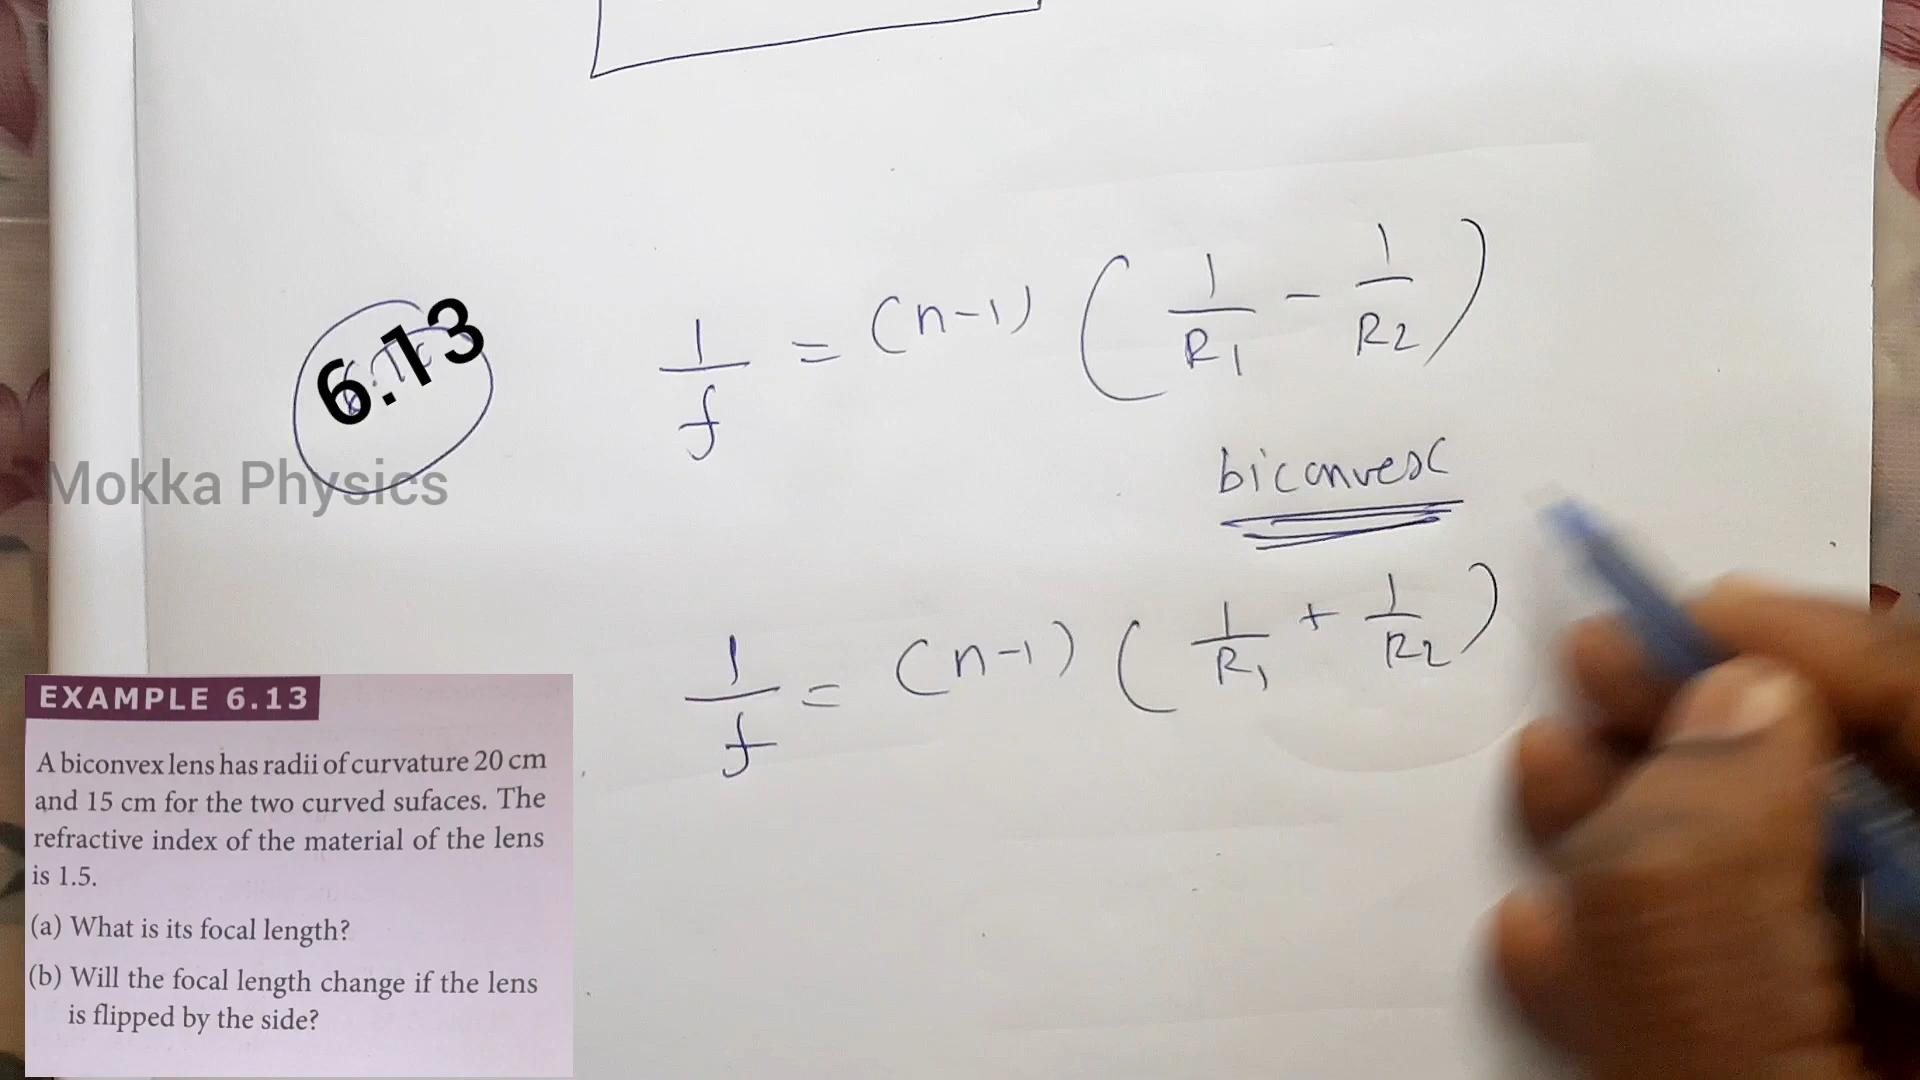 6.13
1/f = (n-1) (1/R1 - 1/R2)
Mokka Physics
biconvex
1/f = (n-1) (1/R1 + 1/R2)
EXAMPLE 6.13
A biconvex lens has radii of curvature 20 cm
and 15 cm for the two curved sufaces. The
refractive index of the material of the lens
is 1.5.
(a) What is its focal length?
(b) Will the focal length change if the lens
is flipped by the side?